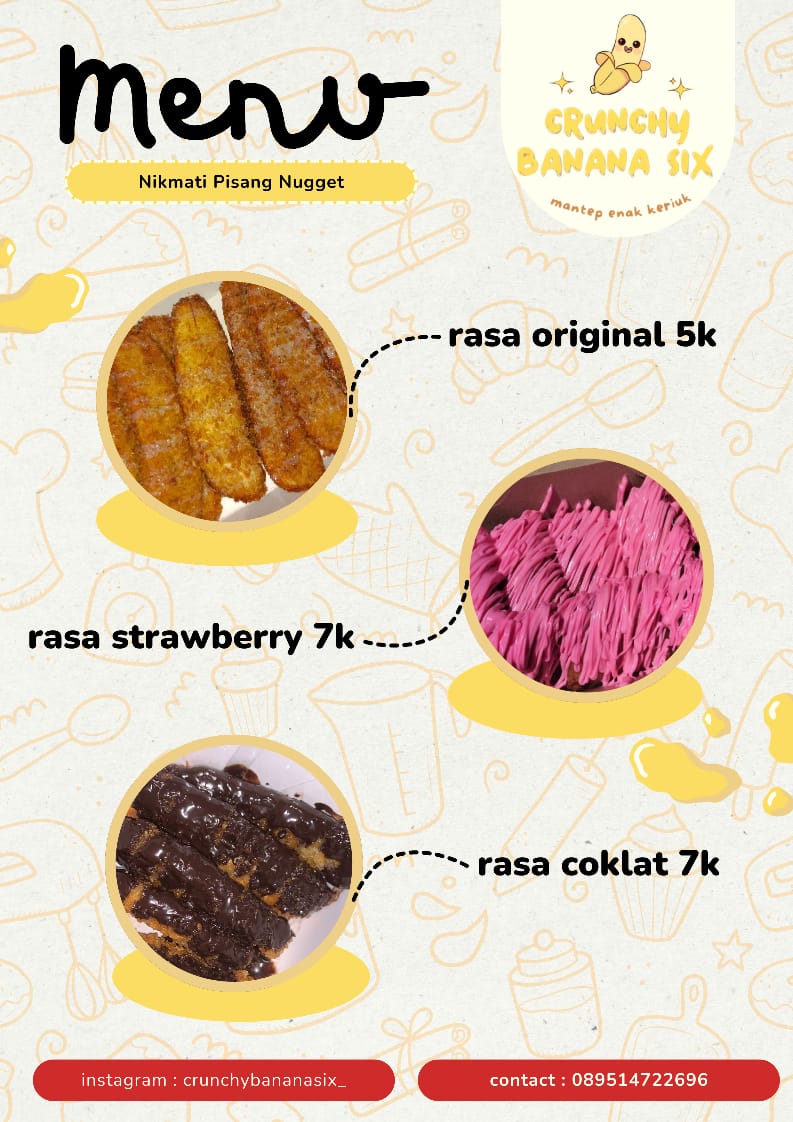 Menu
Nikmati Pisang Nugget
CRUNCHY
BANANA SIX
mantep enak keriuk
rasa original 5k
rasa strawberry 7k
rasa coklat 7k
instagram : crunchybananasix_
contact : 089514722696